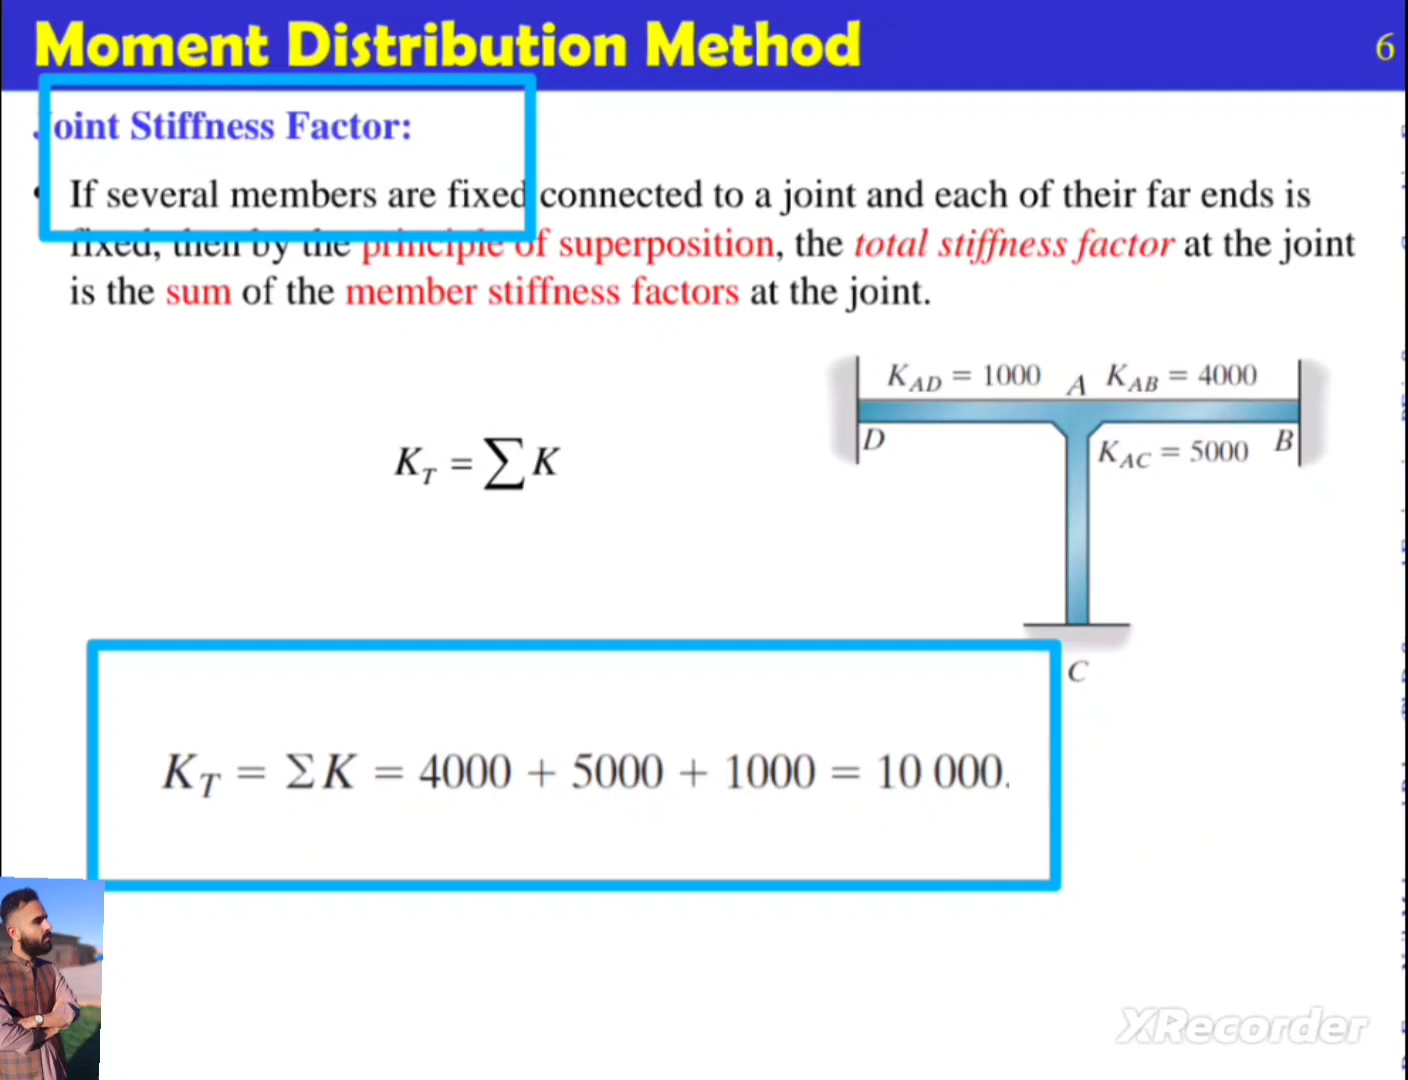 Moment Distribution Method
6
Joint Stiffness Factor:
• If several members are fixed connected to a joint and each of their far ends is
fixed, then by the principle of superposition, the total stiffness factor at the joint
is the sum of the member stiffness factors at the joint.
K_AD = 1000 A K_AB = 4000
D K_AC = 5000 B
K_T = ∑K
C
K_T = ΣK = 4000 + 5000 + 1000 = 10 000.
XRecorder